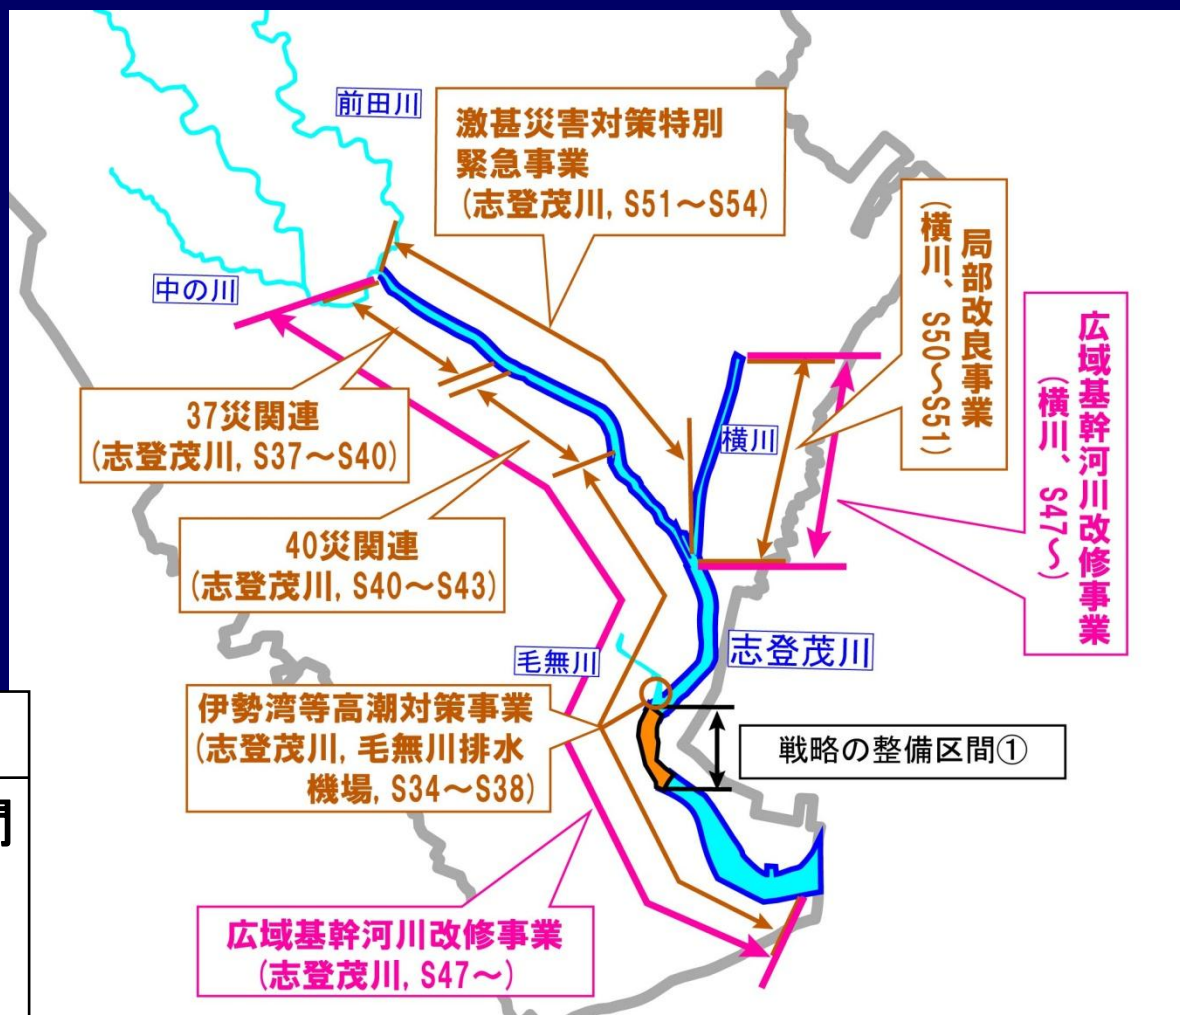 前田川
激甚災害対策特別
緊急事業
(志登茂川, S51～S54)
局部改良事業
(横川、S50～S51)
中の川
広域基幹河川改修事業
(横川、S47～)
37災関連
(志登茂川, S37～S40)
横川
40災関連
(志登茂川, S40～S43)
毛無川
志登茂川
伊勢湾等高潮対策事業
(志登茂川, 毛無川排水
機場, S34～S38)
戦略の整備区間①
広域基幹河川改修事業
(志登茂川, S47～)